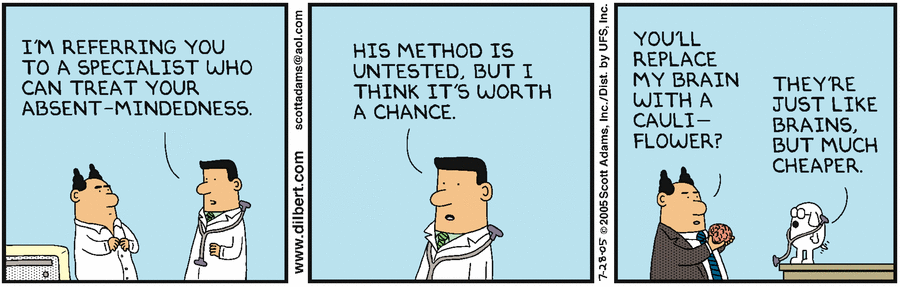 I'M REFERRING YOU
TO A SPECIALIST WHO
CAN TREAT YOUR
ABSENT-MINDEDNESS.
www.dilbert.com scottadams@aol.com
HIS METHOD IS
UNTESTED, BUT I
THINK IT'S WORTH
A CHANCE.
7-28-05 © 2005 Scott Adams, Inc./Dist. by UFS, Inc.
YOU'LL
REPLACE
MY BRAIN
WITH A
CAULI-
FLOWER?
THEY'RE
JUST LIKE
BRAINS,
BUT MUCH
CHEAPER.